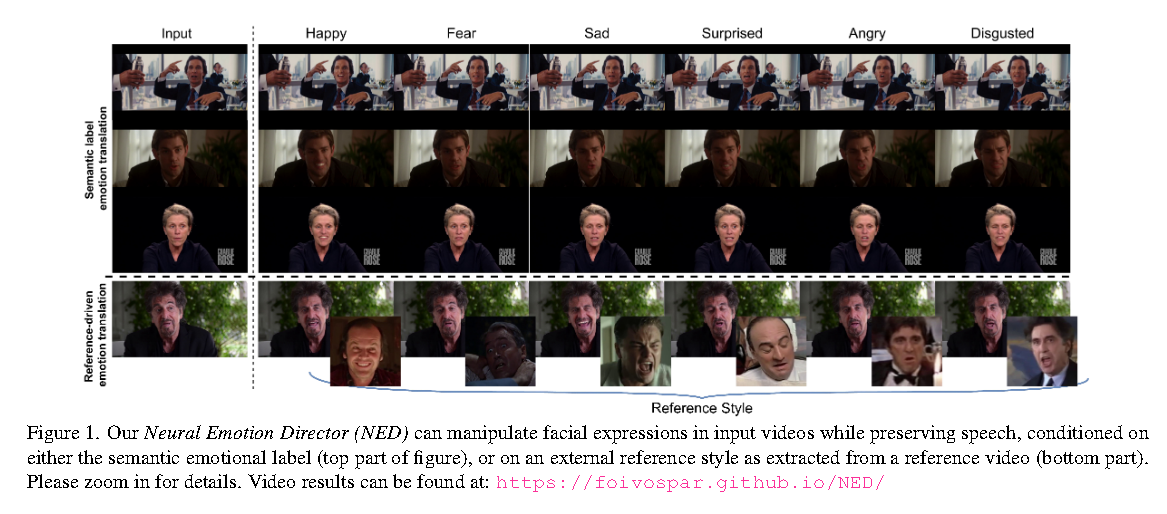 Input Happy Fear Sad Surprised Angry Disgusted
Semantic label
emotion translation
CHARLIE
ROSE
CHARLIE
ROSE
CHARLIE
ROSE
CHARLIE
ROSE
CHARLIE
ROSE
CHARLIE
ROSE
CHARLIE
ROSE
Reference-driven
emotion translation
Reference Style
Figure 1. Our Neural Emotion Director (NED) can manipulate facial expressions in input videos while preserving speech, conditioned on
either the semantic emotional label (top part of figure), or on an external reference style as extracted from a reference video (bottom part).
Please zoom in for details. Video results can be found at: https://foivospar.github.io/NED/